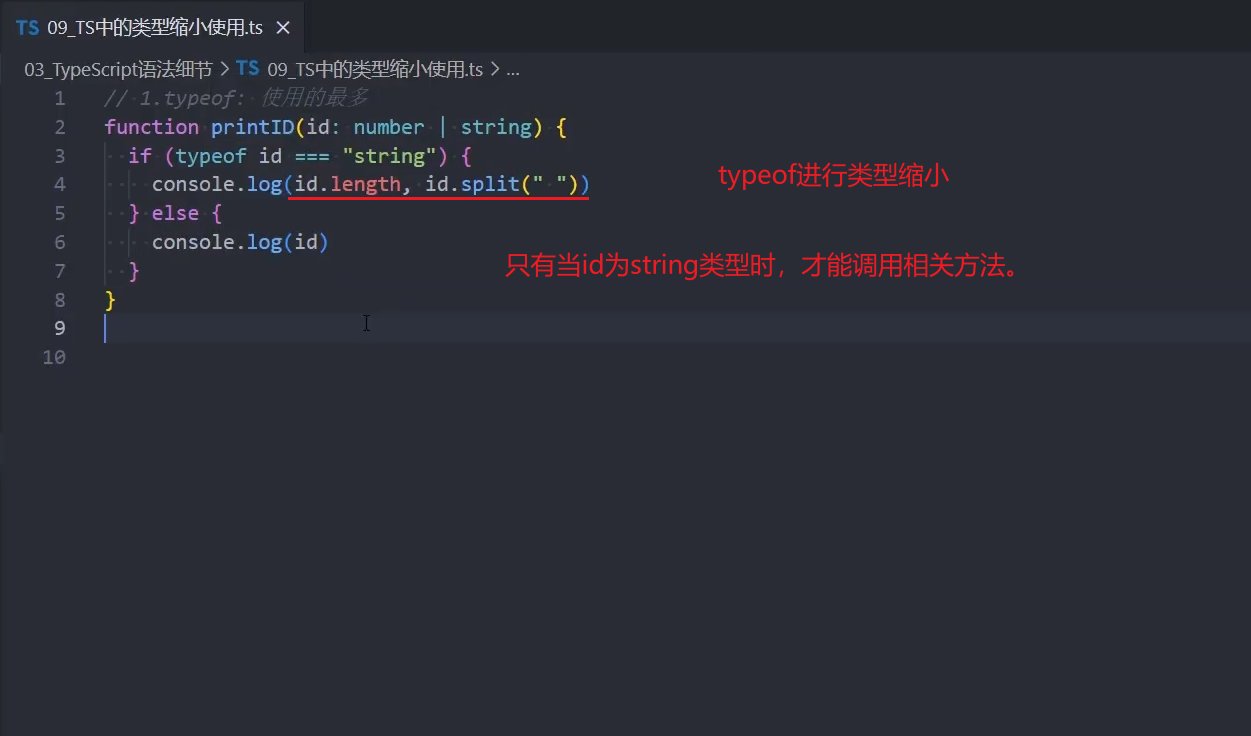 TS 09_TS中的类型缩小使用.ts ×
03_TypeScript语法细节 > TS 09_TS中的类型缩小使用.ts > ...
1 // 1.typeof: 使用的最多
2 function printID(id: number | string) {
3 if (typeof id === "string") {
4 console.log(id.length, id.split(" "))
typeof进行类型缩小
5 } else {
6 console.log(id)
只有当id为string类型时，才能调用相关方法。
7 }
8 }
9
10